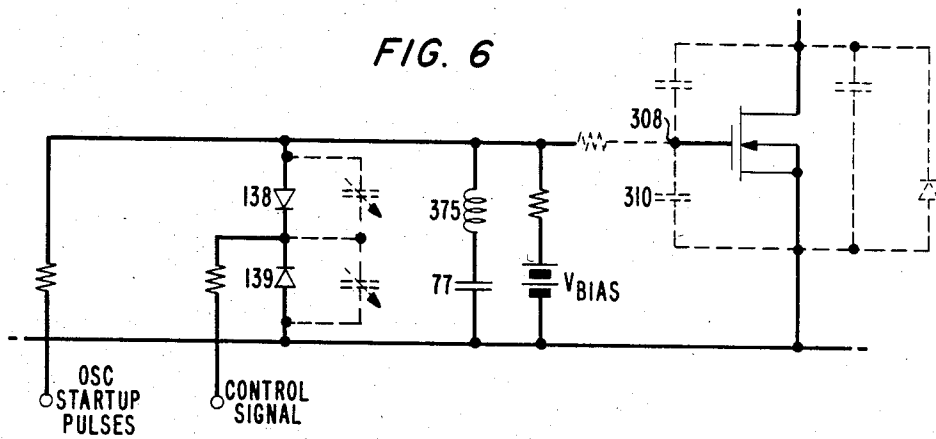 FIG. 6
308
138
375
310
139
77
VBIAS
OSC
STARTUP
PULSES
CONTROL
SIGNAL